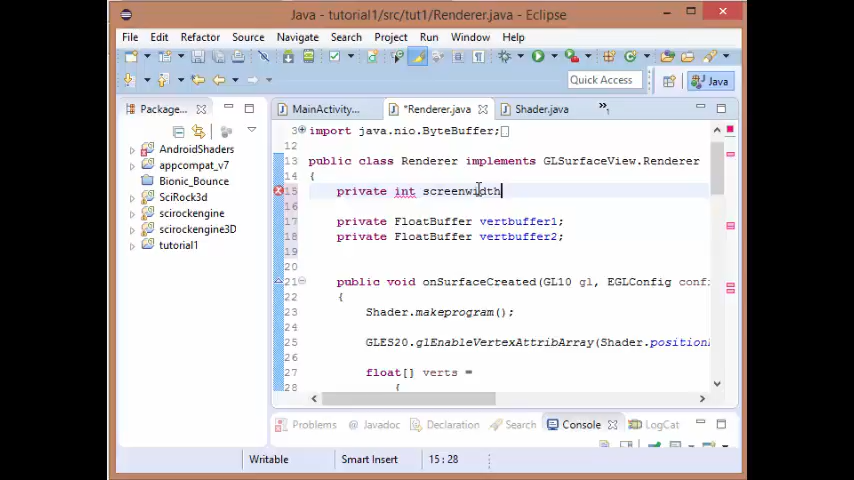 Java - tutorial1/src/tut1/Renderer.java - Eclipse
File Edit Refactor Source Navigate Search Project Run Window Help
Quick Access Java
Package... MainActivity... *Renderer.java Shader.java
3 import java.nio.ByteBuffer;
12
13 public class Renderer implements GLSurfaceView.Renderer
14 {
15 private int screenwidth
16
17 private FloatBuffer vertbuffer1;
18 private FloatBuffer vertbuffer2;
19
20
21 public void onSurfaceCreated(GL10 gl, EGLConfig conf
22 {
23 Shader.makeprogram();
24
25 GLES20.glEnableVertexAttribArray(Shader.position
26
27 float[] verts =
28 {
AndroidShaders
appcompat_v7
Bionic_Bounce
SciRock3d
scirockengine
scirockengine3D
tutorial1
Problems Javadoc Declaration Search Console LogCat
Writable Smart Insert 15 : 28